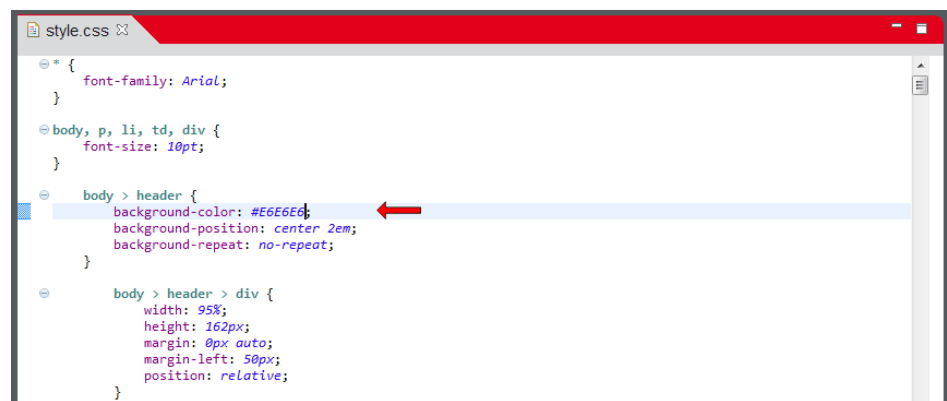 style.css
* {
font-family: Arial;
}
body, p, li, td, div {
font-size: 10pt;
}
body > header {
background-color: #E6E6E6;
background-position: center 2em;
background-repeat: no-repeat;
}
body > header > div {
width: 95%;
height: 162px;
margin: 0px auto;
margin-left: 50px;
position: relative;
}